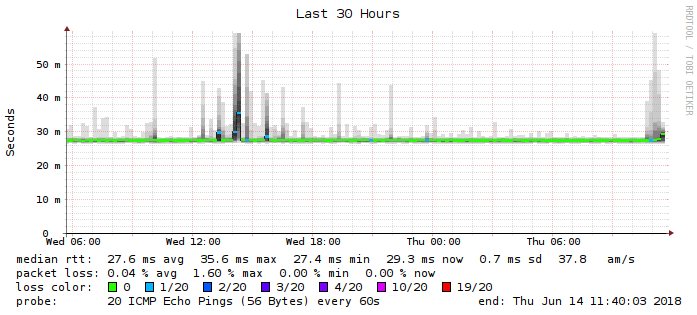 Last 30 Hours
RRDTOOL / TOBI OETIKER
Seconds
50 m
40 m
30 m
20 m
10 m
0
Wed 06:00 Wed 12:00 Wed 18:00 Thu 00:00 Thu 06:00
median rtt: 27.6 ms avg 35.6 ms max 27.4 ms min 29.3 ms now 0.7 ms sd 37.8 am/s
packet loss: 0.04 % avg 1.60 % max 0.00 % min 0.00 % now
loss color: 0 1/20 2/20 3/20 4/20 10/20 19/20
probe: 20 ICMP Echo Pings (56 Bytes) every 60s end: Thu Jun 14 11:40:03 2018